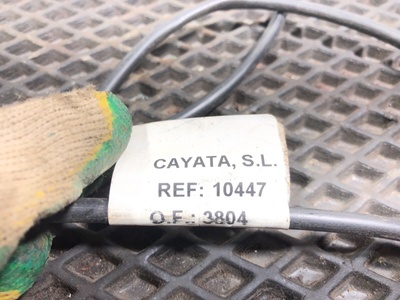 CAYATA, S.L.
REF: 10447
O.F.: 3804